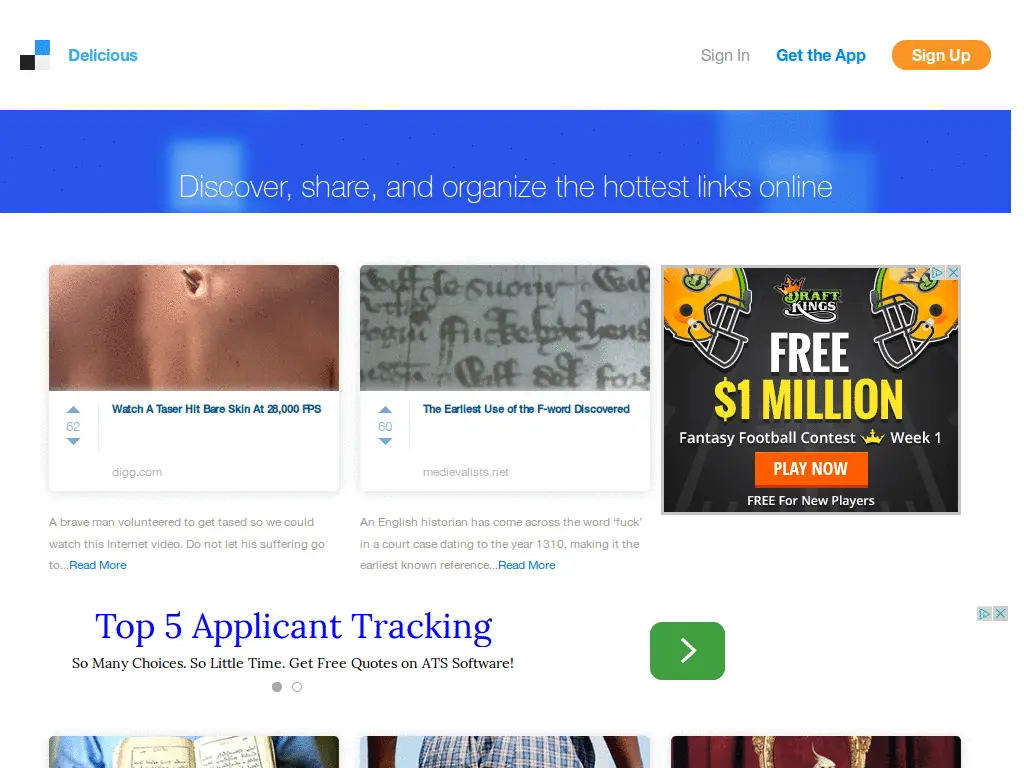 Delicious
Sign In
Get the App
Sign Up
Discover, share, and organize the hottest links online
62
Watch A Taser Hit Bare Skin At 28,000 FPS
digg.com
60
The Earliest Use of the F-word Discovered
medievalists.net
DRAFT
KINGS
FREE
$1 MILLION
Fantasy Football Contest Week 1
PLAY NOW
FREE For New Players
A brave man volunteered to get tased so we could
watch this Internet video. Do not let his suffering go
to...Read More
An English historian has come across the word ‘fuck’
in a court case dating to the year 1310, making it the
earliest known reference...Read More
Top 5 Applicant Tracking
So Many Choices. So Little Time. Get Free Quotes on ATS Software!